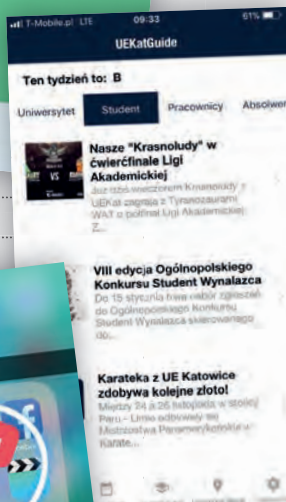 T-Mobile.pl LTE 09:33 61%
UEKatGuide
Ten tydzień to: B
Uniwersytet Student Pracownicy Absolwen
Nasze "Krasnoludy" w
ćwierćfinale Ligi
Akademickiej
Już dziś wieczorem Krasnoludy z
UEKat zagrają z Tyranozaurami
WAT o półfinał Ligi Akademickiej
Z...
VS
VIII edycja Ogólnopolskiego
Konkursu Student Wynalazca
Do 15 stycznia trwa nabór zgłoszeń
do Ogólnopolskiego Konkursu
Student Wynalazca skierowanego
do...
Karateka z UE Katowice
zdobywa kolejne złoto!
Między 24 a 26 listopada w stolicy
Peru - Limie odbywały się
Mistrzostwa Panamerykańskie w
Karate...